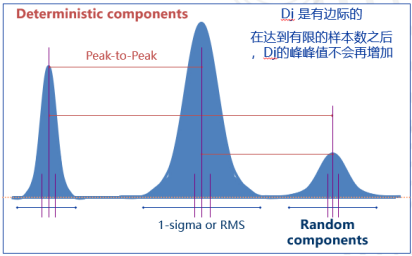 Deterministic components
Dj 是有边际的
在达到有限的样本数之后
，Dj的峰峰值不会再增加
Peak-to-Peak
1-sigma or RMS
Random
components